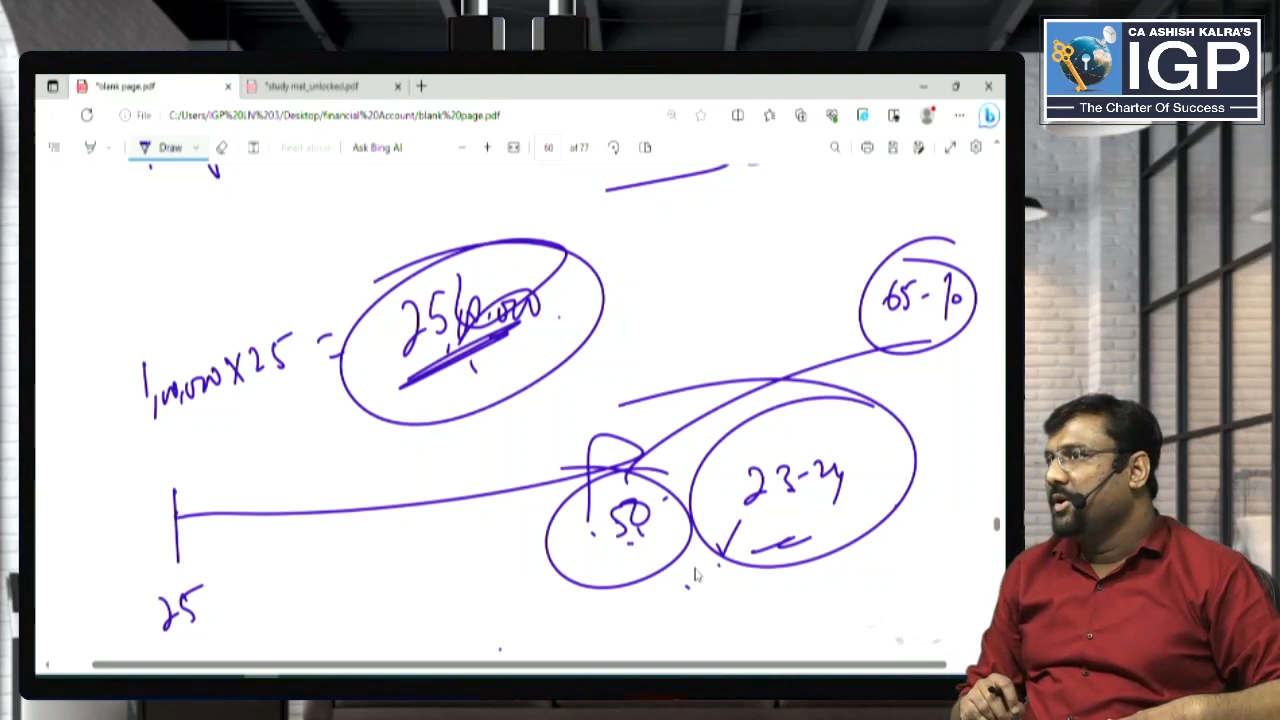 CA ASHISH KALRA'S
IGP
The Charter Of Success
*blank page.pdf
*study mat_unlocked.pdf
File
C:/Users/IGP%20LN%203/Desktop/financial%20Account/blank%20page.pdf
Draw
Read aloud
Ask Bing AI
60
of 77
65-70
1,00,000 X 25 =
23-24
50
25